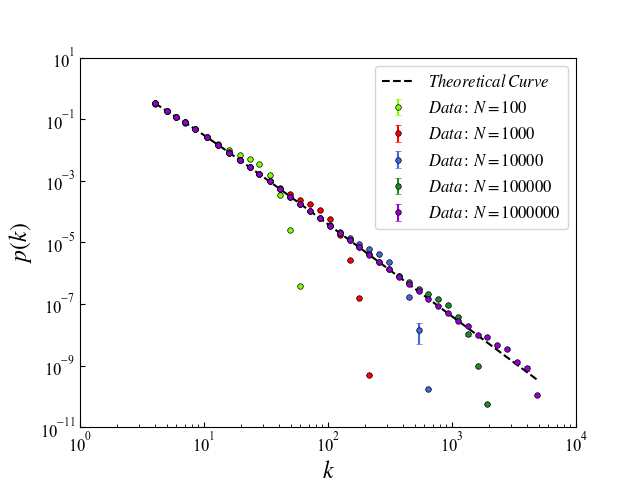 10¹
10⁻¹
10⁻³
10⁻⁵
10⁻⁷
10⁻⁹
10⁻¹¹
p(k)
Theoretical Curve
Data: N = 100
Data: N = 1000
Data: N = 10000
Data: N = 100000
Data: N = 1000000
10⁰ 10¹ 10² 10³ 10⁴
k